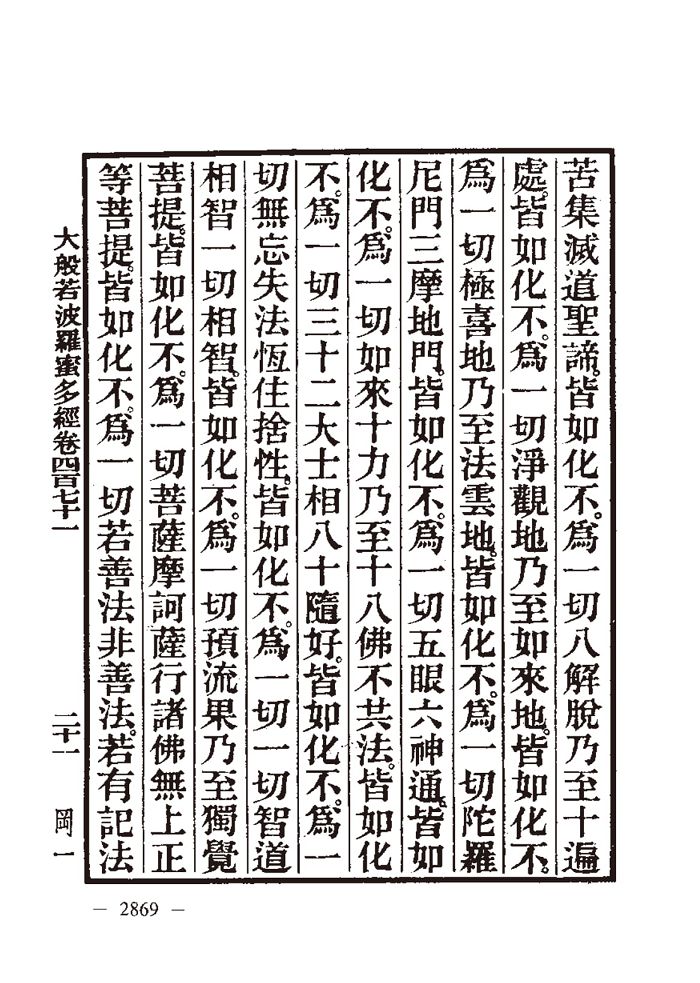 苦集滅道聖諦。皆如化不。爲一切八解脫乃至十遍
處。皆如化不。爲一切淨觀地乃至如來地。皆如化不。
爲一切極喜地乃至法雲地。皆如化不。爲一切陀羅
尼門三摩地門。皆如化不。爲一切五眼六神通。皆如
化不。爲一切如來十力乃至十八佛不共法。皆如化
不。爲一切三十二大士相八十隨好。皆如化不。爲一
切無忘失法恆住捨性。皆如化不。爲一切一切智道
相智一切相智。皆如化不。爲一切預流果乃至獨覺
菩提。皆如化不。爲一切菩薩摩訶薩行諸佛無上正
等菩提。皆如化不。爲一切若善法非善法。若有記法
大般若波羅蜜多經卷四百七十一 二十一 岡一
— 2869 —